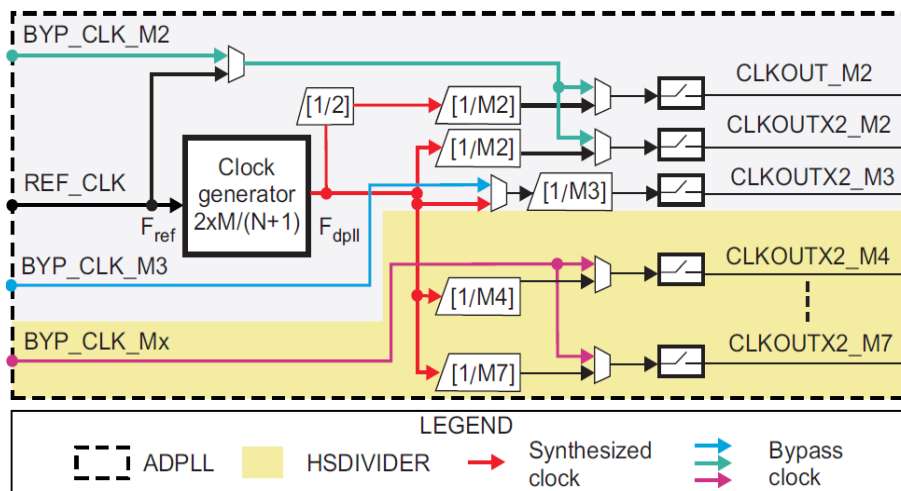 BYP_CLK_M2
CLKOUT_M2
[1/2]
[1/M2]
CLKOUTX2_M2
[1/M2]
Clock
generator
2xM/(N+1)
REF_CLK
CLKOUTX2_M3
[1/M3]
Fref
Fdpll
BYP_CLK_M3
CLKOUTX2_M4
[1/M4]
BYP_CLK_Mx
CLKOUTX2_M7
[1/M7]
LEGEND
ADPLL
HSDIVIDER
Synthesized
clock
Bypass
clock